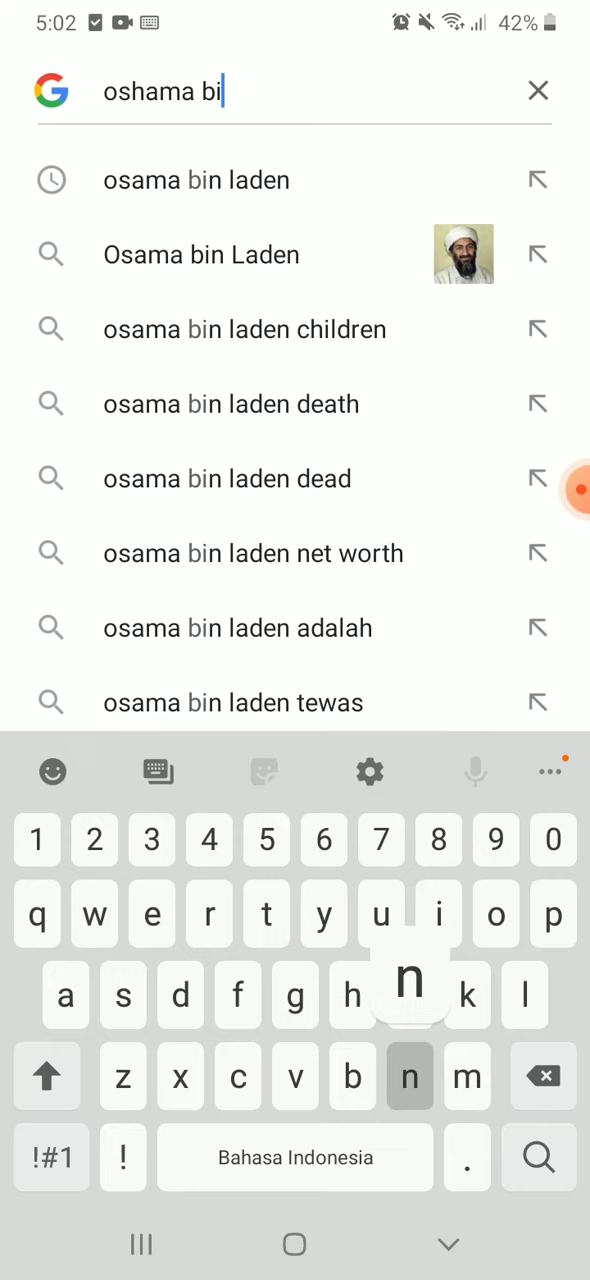 5:02 42%
oshama bi
osama bin laden
Osama bin Laden
osama bin laden children
osama bin laden death
osama bin laden dead
osama bin laden net worth
osama bin laden adalah
osama bin laden tewas
1 2 3 4 5 6 7 8 9 0
q w e r t y u i o p
a s d f g h n k l
z x c v b n m
!#1 ! Bahasa Indonesia .